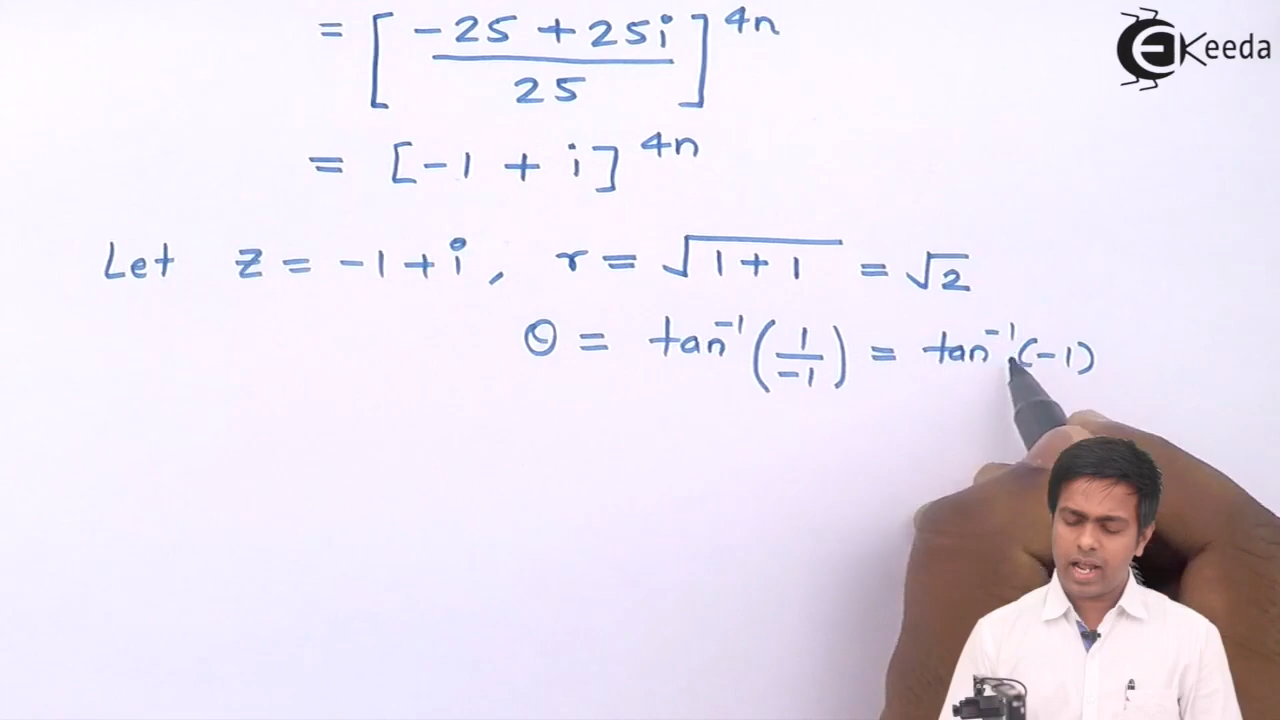 = [ (-25 + 25i) / 25 ]^4n
EKeeda
= [-1 + i]^4n
Let z = -1 + i, r = √(1+1) = √2
θ = tan⁻¹(1/-1) = tan⁻¹(-1)